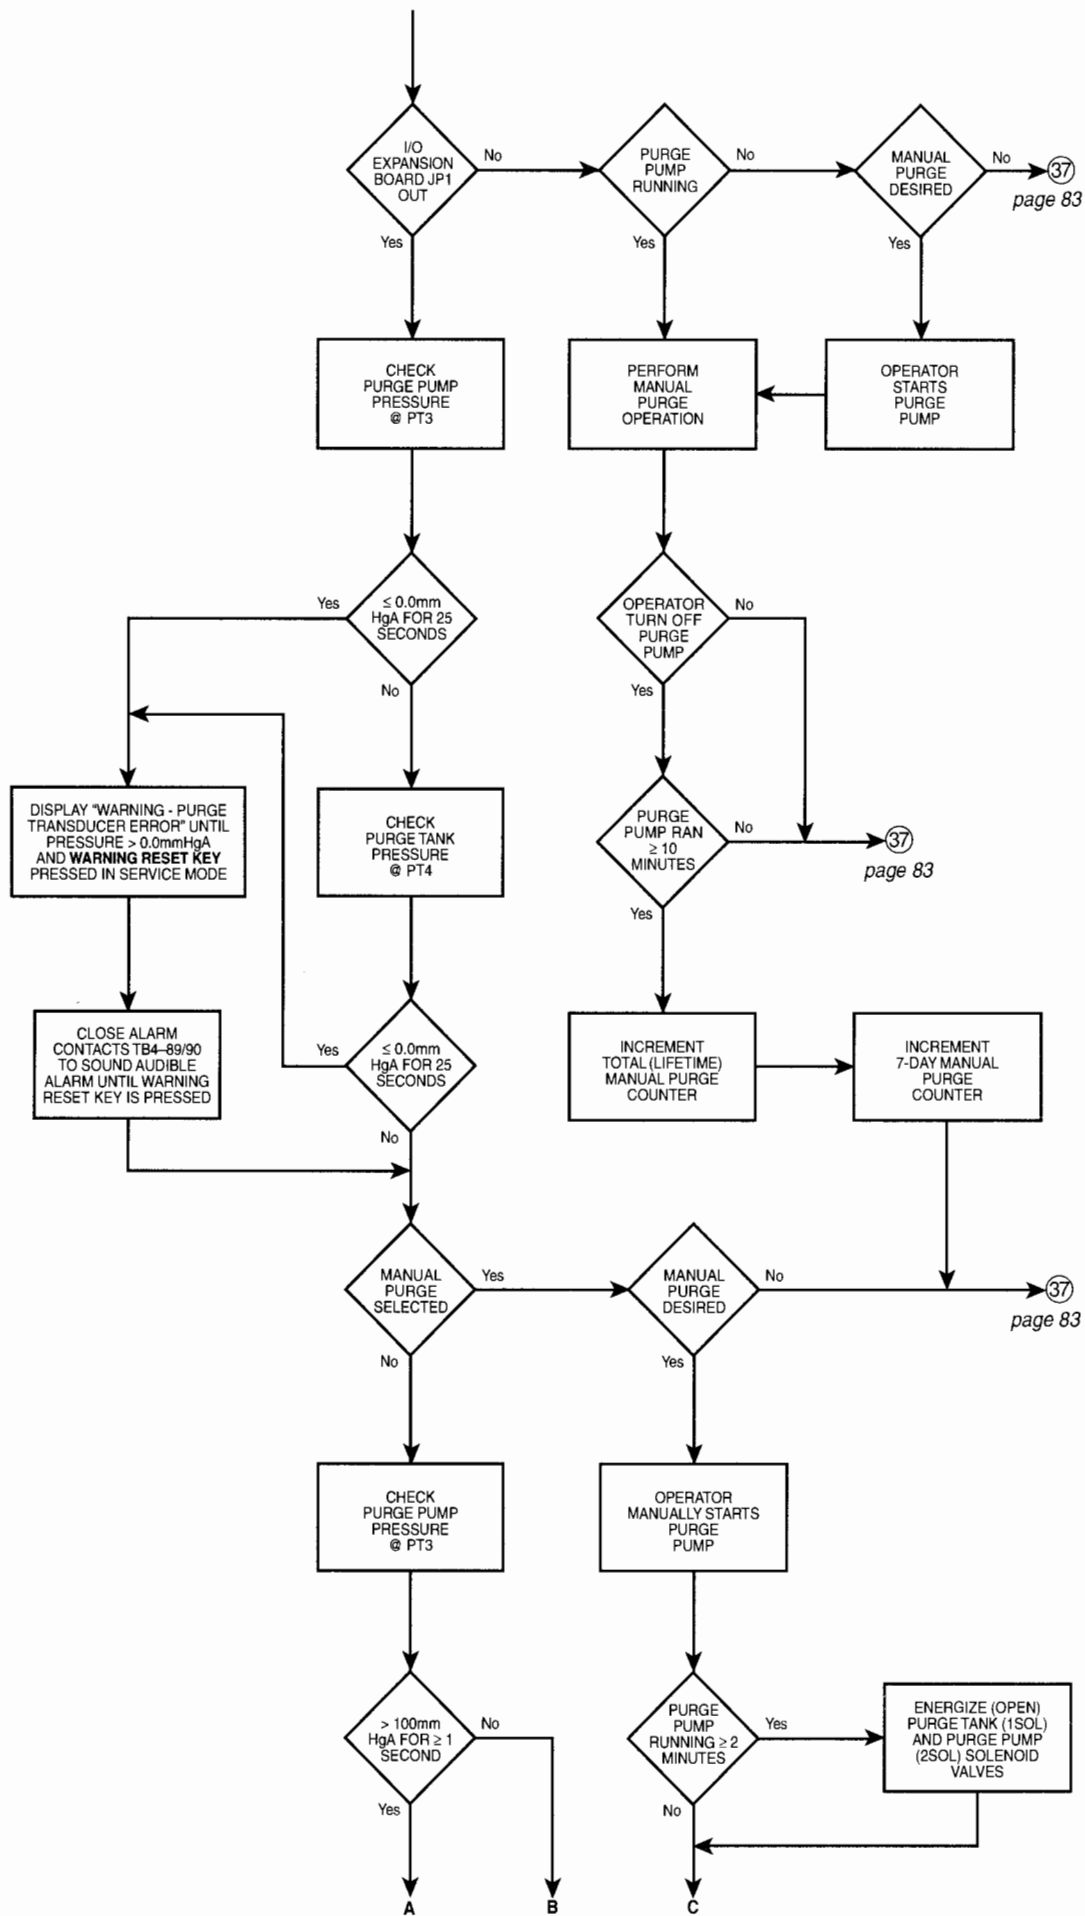 I/O
EXPANSION
BOARD JP1
OUT
No
PURGE
PUMP
RUNNING
No
MANUAL
PURGE
DESIRED
No
37
page 83
Yes
Yes
Yes
CHECK
PURGE PUMP
PRESSURE
@ PT3
PERFORM
MANUAL
PURGE
OPERATION
OPERATOR
STARTS
PURGE
PUMP
Yes
≤ 0.0mm
HgA FOR 25
SECONDS
No
OPERATOR
TURN OFF
PURGE
PUMP
No
Yes
DISPLAY "WARNING - PURGE
TRANSDUCER ERROR" UNTIL
PRESSURE > 0.0mmHgA
AND WARNING RESET KEY
PRESSED IN SERVICE MODE
CHECK
PURGE TANK
PRESSURE
@ PT4
PURGE
PUMP RAN
≥ 10
MINUTES
No
37
page 83
Yes
CLOSE ALARM
CONTACTS TB4–89/90
TO SOUND AUDIBLE
ALARM UNTIL WARNING
RESET KEY IS PRESSED
Yes
≤ 0.0mm
HgA FOR 25
SECONDS
No
INCREMENT
TOTAL (LIFETIME)
MANUAL PURGE
COUNTER
INCREMENT
7-DAY MANUAL
PURGE
COUNTER
MANUAL
PURGE
SELECTED
Yes
MANUAL
PURGE
DESIRED
No
37
page 83
No
Yes
CHECK
PURGE PUMP
PRESSURE
@ PT3
OPERATOR
MANUALLY STARTS
PURGE
PUMP
> 100mm
HgA FOR ≥ 1
SECOND
No
PURGE
PUMP
RUNNING ≥ 2
MINUTES
Yes
ENERGIZE (OPEN)
PURGE TANK (1SOL)
AND PURGE PUMP
(2SOL) SOLENOID
VALVES
Yes
No
A
B
C